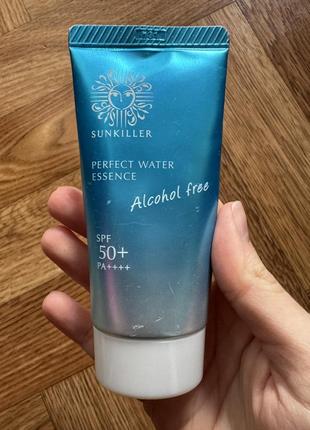 SUNKILLER
PERFECT WATER
ESSENCE
Alcohol free
SPF
50+
PA++++